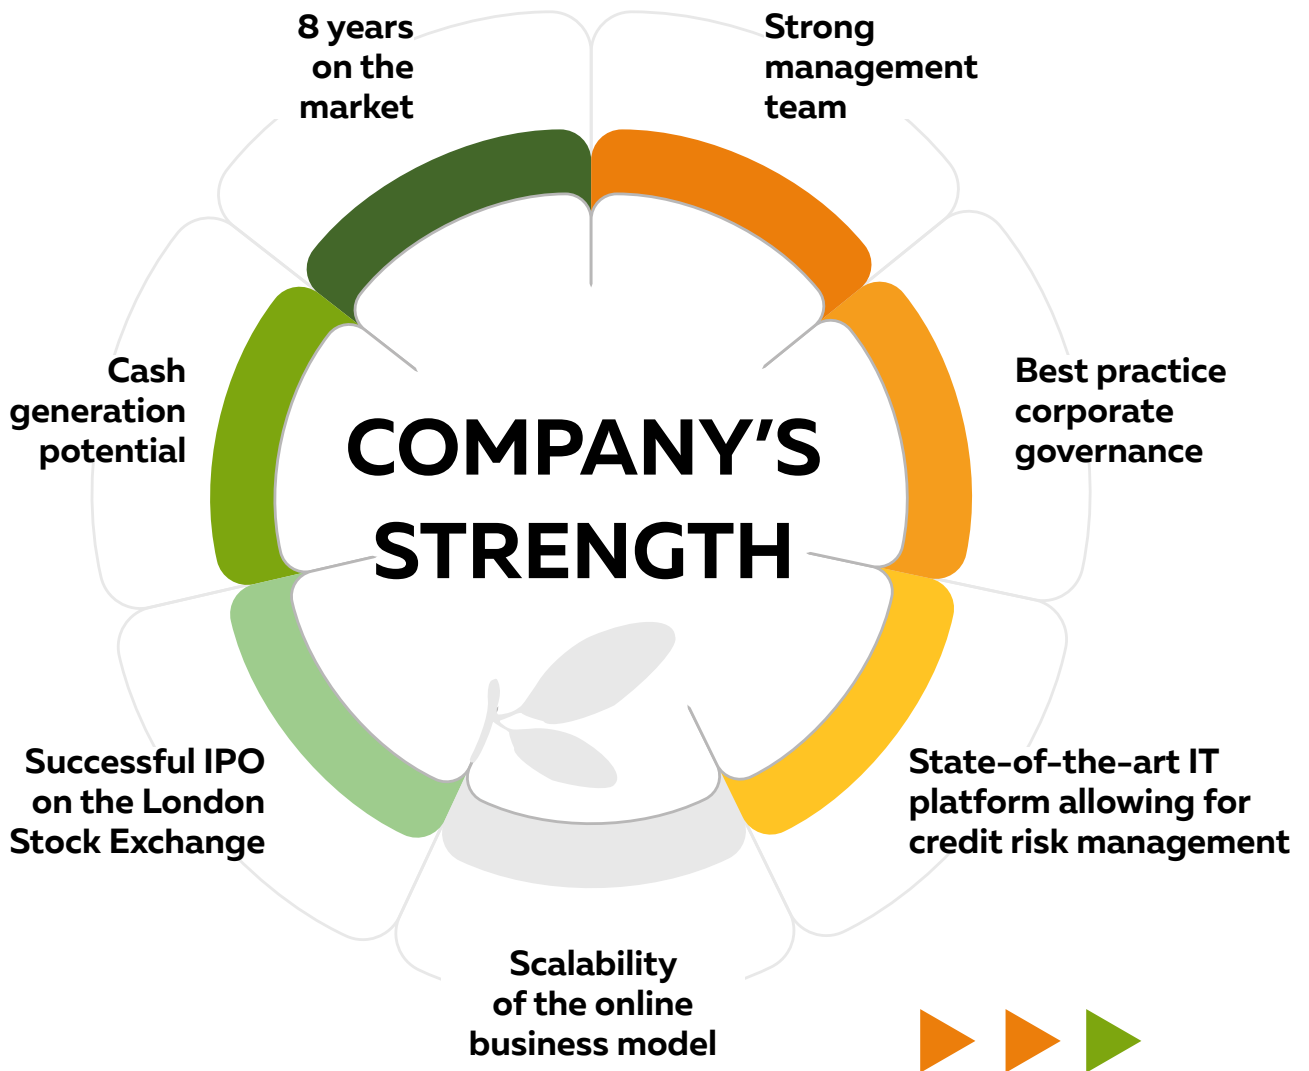 8 years
on the
market
Strong
management
team
Cash
generation
potential
COMPANY’S
STRENGTH
Best practice
corporate
governance
Successful IPO
on the London
Stock Exchange
State-of-the-art IT
platform allowing for
credit risk management
Scalability
of the online
business model